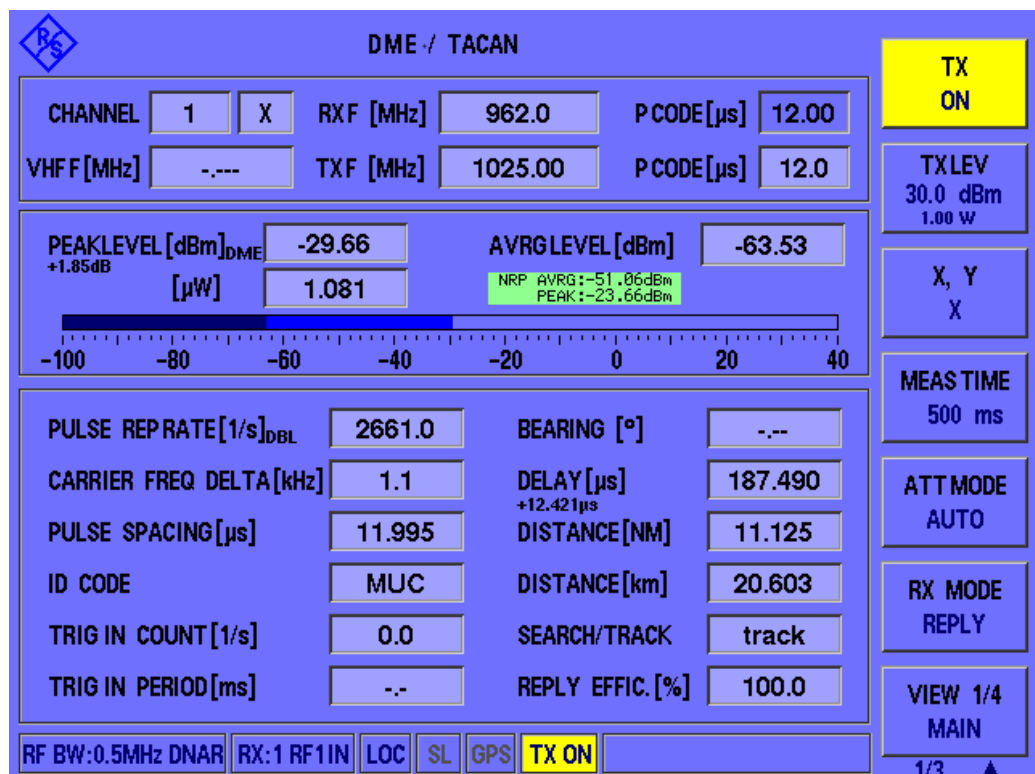 R&S
DME / TACAN
CHANNEL 1 X RXF [MHz] 962.0 P CODE[µs] 12.00
VHF F[MHz] -.--- TXF [MHz] 1025.00 P CODE[µs] 12.0
PEAKLEVEL[dBm]DME -29.66 AVRGLEVEL[dBm] -63.53
+1.85dB
[µW] 1.081
NRP AVRG:-51.06dBm
PEAK:-23.66dBm
-100 -80 -60 -40 -20 0 20 40
PULSE REP RATE[1/s]DBL 2661.0 BEARING [°] -.--
CARRIER FREQ DELTA[kHz] 1.1 DELAY[µs] 187.490
+12.421µs
PULSE SPACING[µs] 11.995 DISTANCE[NM] 11.125
ID CODE MUC DISTANCE[km] 20.603
TRIG IN COUNT[1/s] 0.0 SEARCH/TRACK track
TRIG IN PERIOD[ms] -.- REPLY EFFIC.[%] 100.0
RF BW:0.5MHz DNAR RX:1 RF1IN LOC SL GPS TX ON
TX
ON
TXLEV
30.0 dBm
1.00 W
X, Y
X
MEAS TIME
500 ms
ATT MODE
AUTO
RX MODE
REPLY
VIEW 1/4
MAIN
1/3 ▲